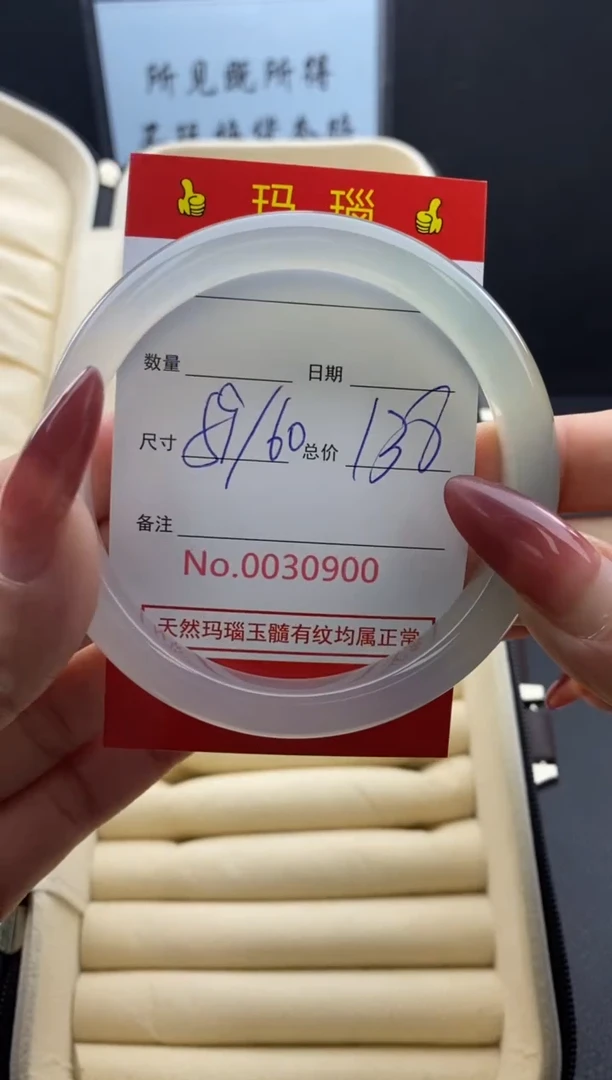 所见既所得
玛瑙
数量 日期
尺寸 59/60 总价 138
备注
No.0030900
天然玛瑙玉髓有纹均属正常